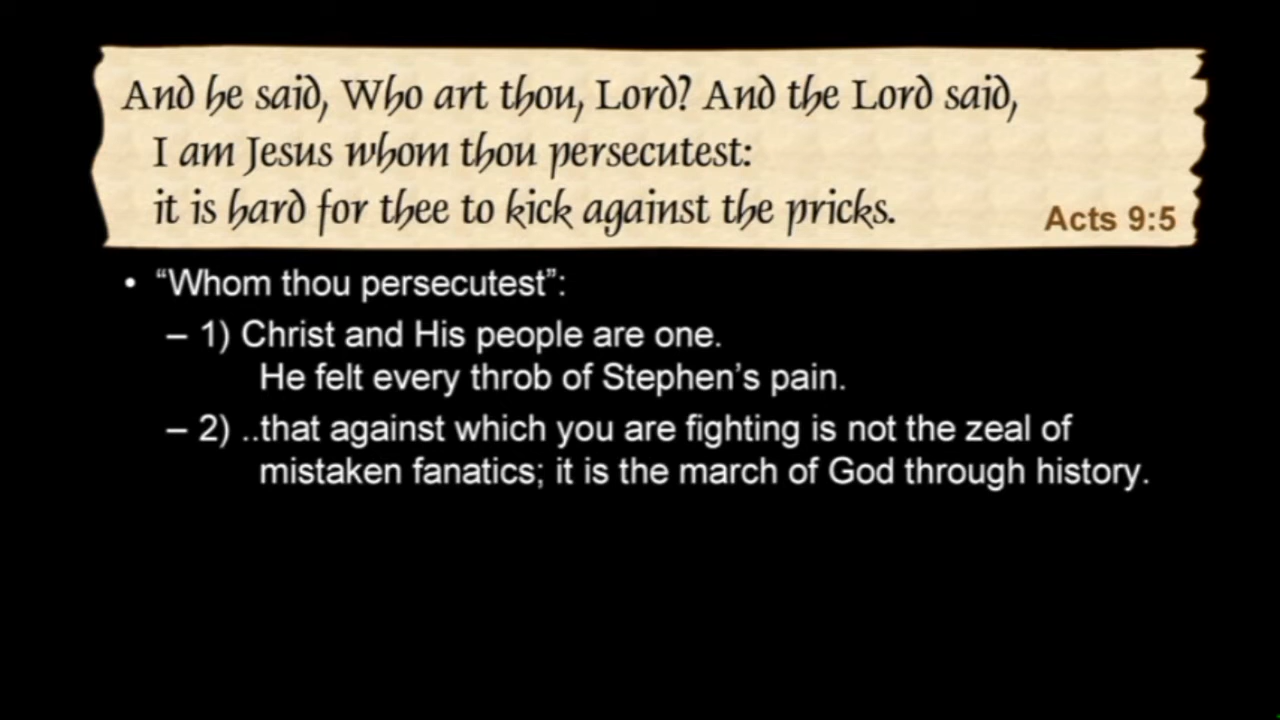 And he said, Who art thou, Lord? And the Lord said,
I am Jesus whom thou persecutest:
it is hard for thee to kick against the pricks.
Acts 9:5
• “Whom thou persecutest”:
– 1) Christ and His people are one.
He felt every throb of Stephen’s pain.
– 2) ..that against which you are fighting is not the zeal of
mistaken fanatics; it is the march of God through history.